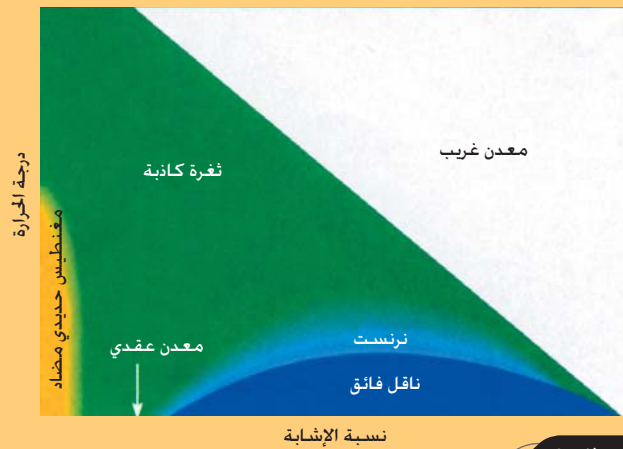 معدن غريب
ثغرة كاذبة
درجة الحرارة
مغنطيس حديدي مضاد
معدن عقدي
نرنست
ناقل فائق
نسبة الإشابة